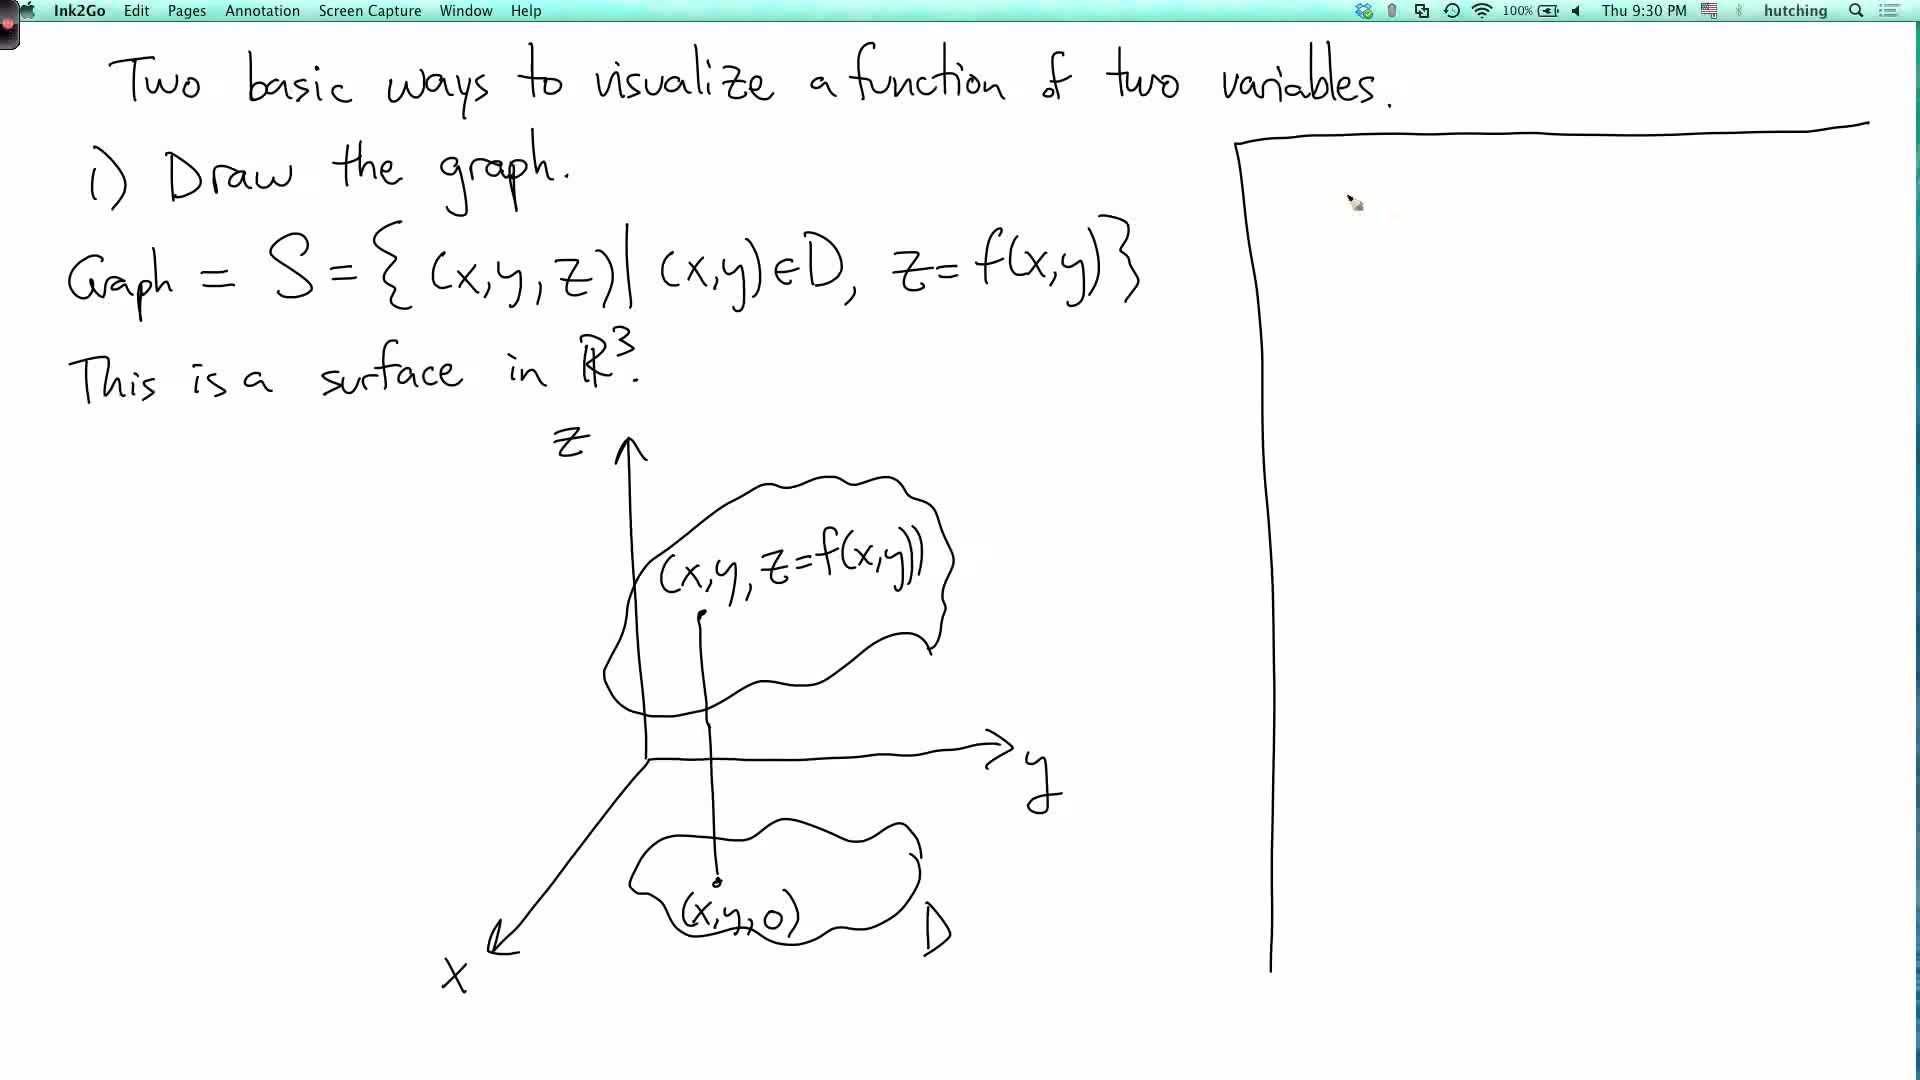 Ink2Go Edit Pages Annotation Screen Capture Window Help 100% Thu 9:30 PM hutching
Two basic ways to visualize a function of two variables.
1) Draw the graph.
Graph = S = { (x,y,z) | (x,y) ∈ D, z = f(x,y) }
This is a surface in ℝ³.
z
(x,y, z=f(x,y))
y
(x,y,0)
D
x